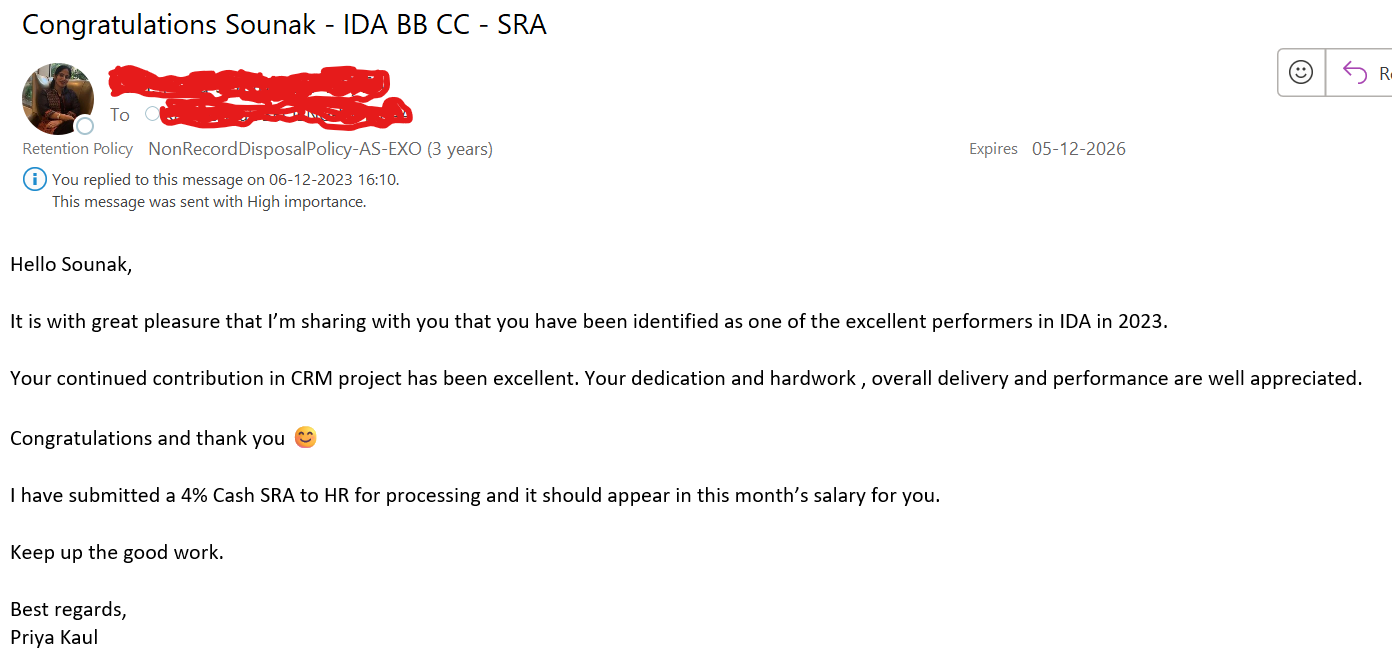 Congratulations Sounak - IDA BB CC - SRA
To
Retention Policy NonRecordDisposalPolicy-AS-EXO (3 years) Expires 05-12-2026
You replied to this message on 06-12-2023 16:10.
This message was sent with High importance.
Hello Sounak,
It is with great pleasure that I’m sharing with you that you have been identified as one of the excellent performers in IDA in 2023.
Your continued contribution in CRM project has been excellent. Your dedication and hardwork , overall delivery and performance are well appreciated.
Congratulations and thank you 😊
I have submitted a 4% Cash SRA to HR for processing and it should appear in this month’s salary for you.
Keep up the good work.
Best regards,
Priya Kaul